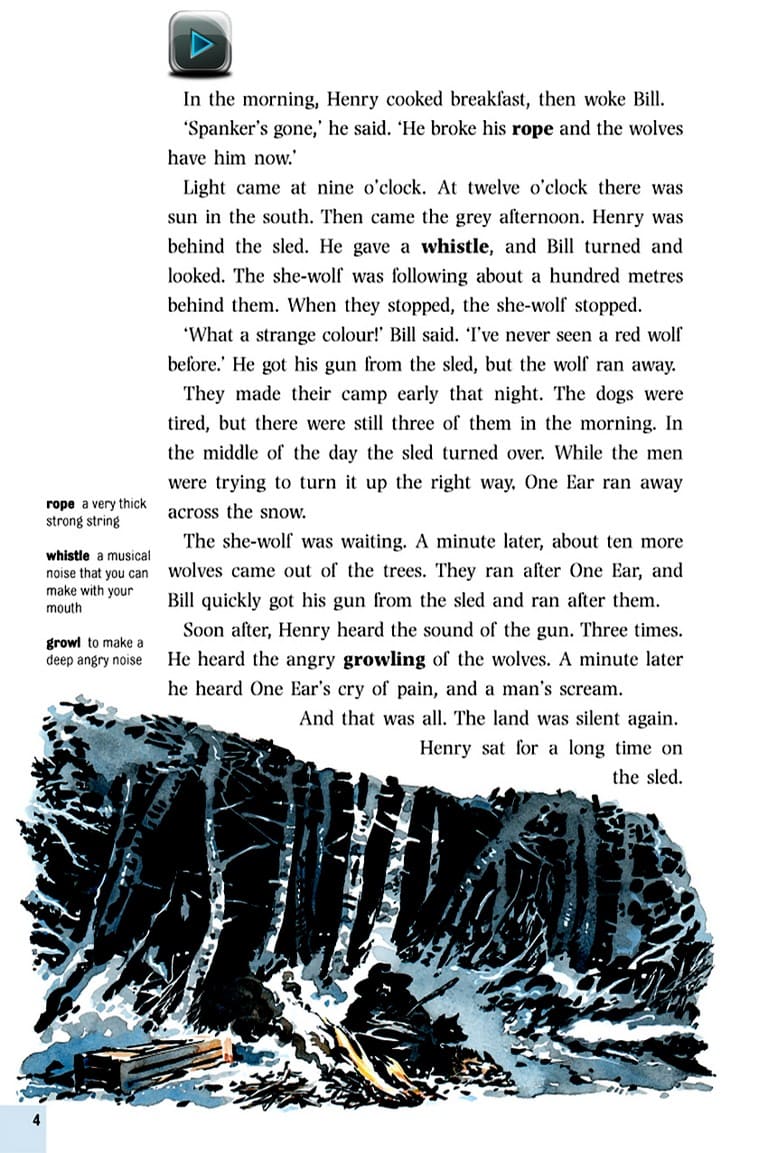 In the morning, Henry cooked breakfast, then woke Bill.
‘Spanker’s gone,’ he said. ‘He broke his rope and the wolves
have him now.’
Light came at nine o’clock. At twelve o’clock there was
sun in the south. Then came the grey afternoon. Henry was
behind the sled. He gave a whistle, and Bill turned and
looked. The she-wolf was following about a hundred metres
behind them. When they stopped, the she-wolf stopped.
‘What a strange colour!’ Bill said. ‘I’ve never seen a red wolf
before.’ He got his gun from the sled, but the wolf ran away.
They made their camp early that night. The dogs were
tired, but there were still three of them in the morning. In
the middle of the day the sled turned over. While the men
were trying to turn it up the right way, One Ear ran away
across the snow.
The she-wolf was waiting. A minute later, about ten more
wolves came out of the trees. They ran after One Ear, and
Bill quickly got his gun from the sled and ran after them.
Soon after, Henry heard the sound of the gun. Three times.
He heard the angry growling of the wolves. A minute later
he heard One Ear’s cry of pain, and a man’s scream.
And that was all. The land was silent again.
Henry sat for a long time on
the sled.
rope a very thick
strong string
whistle a musical
noise that you can
make with your
mouth
growl to make a
deep angry noise
4